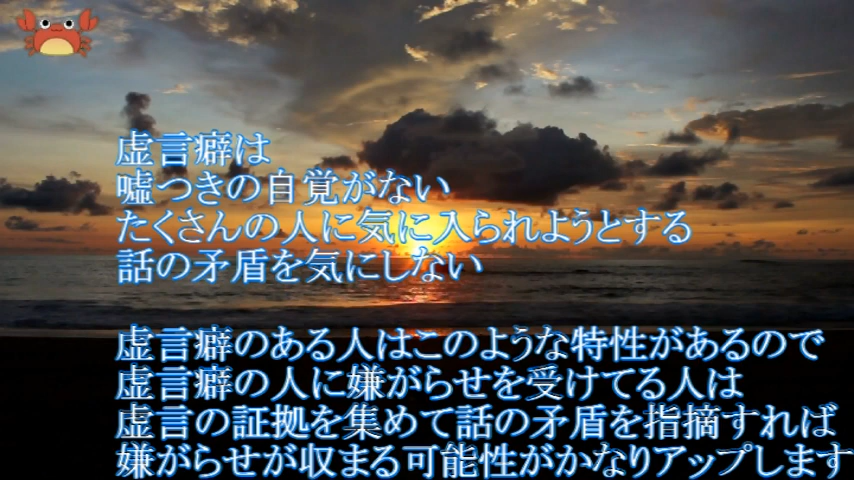 虚言癖は
嘘つきの自覚がない
たくさんの人に気に入られようとする
話の矛盾を気にしない
虚言癖のある人はこのような特性があるので
虚言癖の人に嫌がらせを受けてる人は
虚言の証拠を集めて話の矛盾を指摘すれば
嫌がらせが収まる可能性がかなりアップします